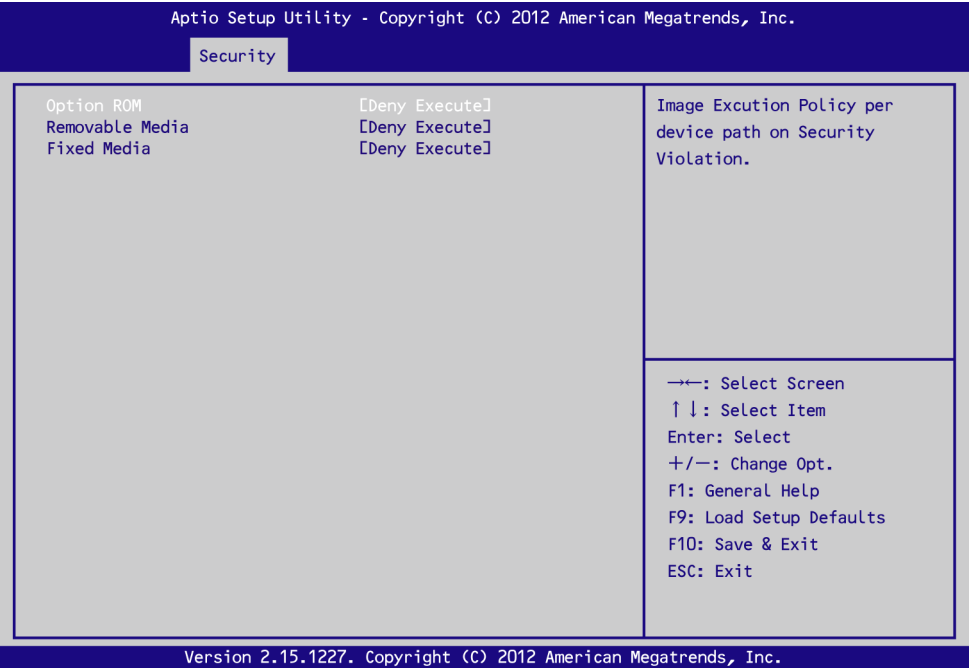 Aptio Setup Utility - Copyright (C) 2012 American Megatrends, Inc.
Security
Option ROM [Deny Execute]
Removable Media [Deny Execute]
Fixed Media [Deny Execute]
Image Excution Policy per
device path on Security
Violation.
→←: Select Screen
↑↓: Select Item
Enter: Select
+/−: Change Opt.
F1: General Help
F9: Load Setup Defaults
F10: Save & Exit
ESC: Exit
Version 2.15.1227. Copyright (C) 2012 American Megatrends, Inc.